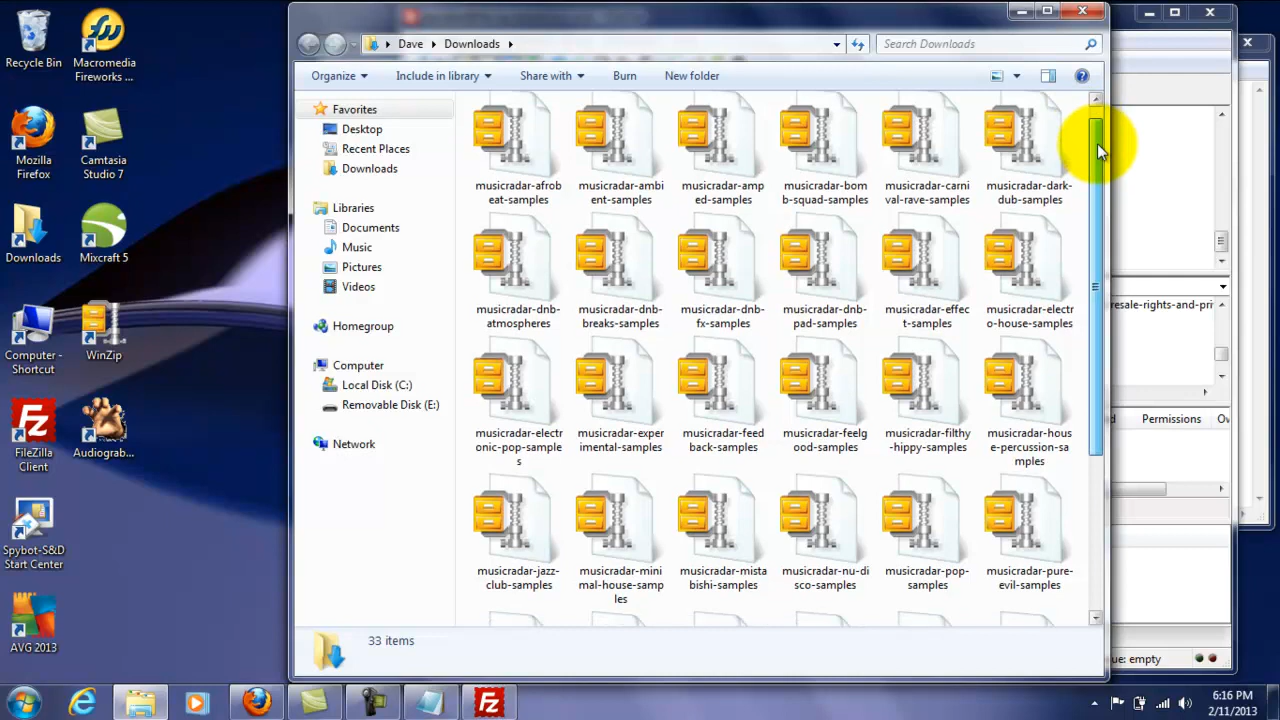 Recycle Bin
Macromedia
Fireworks ...
Mozilla
Firefox
Camtasia
Studio 7
Downloads
Mixcraft 5
Computer -
Shortcut
WinZip
FileZilla
Client
Audiograb...
Spybot-S&D
Start Center
AVG 2013
Dave
Downloads
Search Downloads
Organize
Include in library
Share with
Burn
New folder
Favorites
Desktop
Recent Places
Downloads
Libraries
Documents
Music
Pictures
Videos
Homegroup
Computer
Local Disk (C:)
Removable Disk (E:)
Network
musicradar-afrob
eat-samples
musicradar-ambi
ent-samples
musicradar-amp
ed-samples
musicradar-bom
b-squad-samples
musicradar-carni
val-rave-samples
musicradar-dark-
dub-samples
musicradar-dnb-
atmospheres
musicradar-dnb-
breaks-samples
musicradar-dnb-
fx-samples
musicradar-dnb-
pad-samples
musicradar-effec
t-samples
musicradar-electr
o-house-samples
musicradar-electr
onic-pop-sample
s
musicradar-exper
imental-samples
musicradar-feed
back-samples
musicradar-feelg
ood-samples
musicradar-filthy
-hippy-samples
musicradar-hous
e-percussion-sa
mples
musicradar-jazz-
club-samples
musicradar-mini
mal-house-samp
les
musicradar-mista
bishi-samples
musicradar-nu-di
sco-samples
musicradar-pop-
samples
musicradar-pure-
evil-samples
33 items
resale-rights-and-pri
d
Permissions
Ov
ue: empty
6:16 PM
2/11/2013